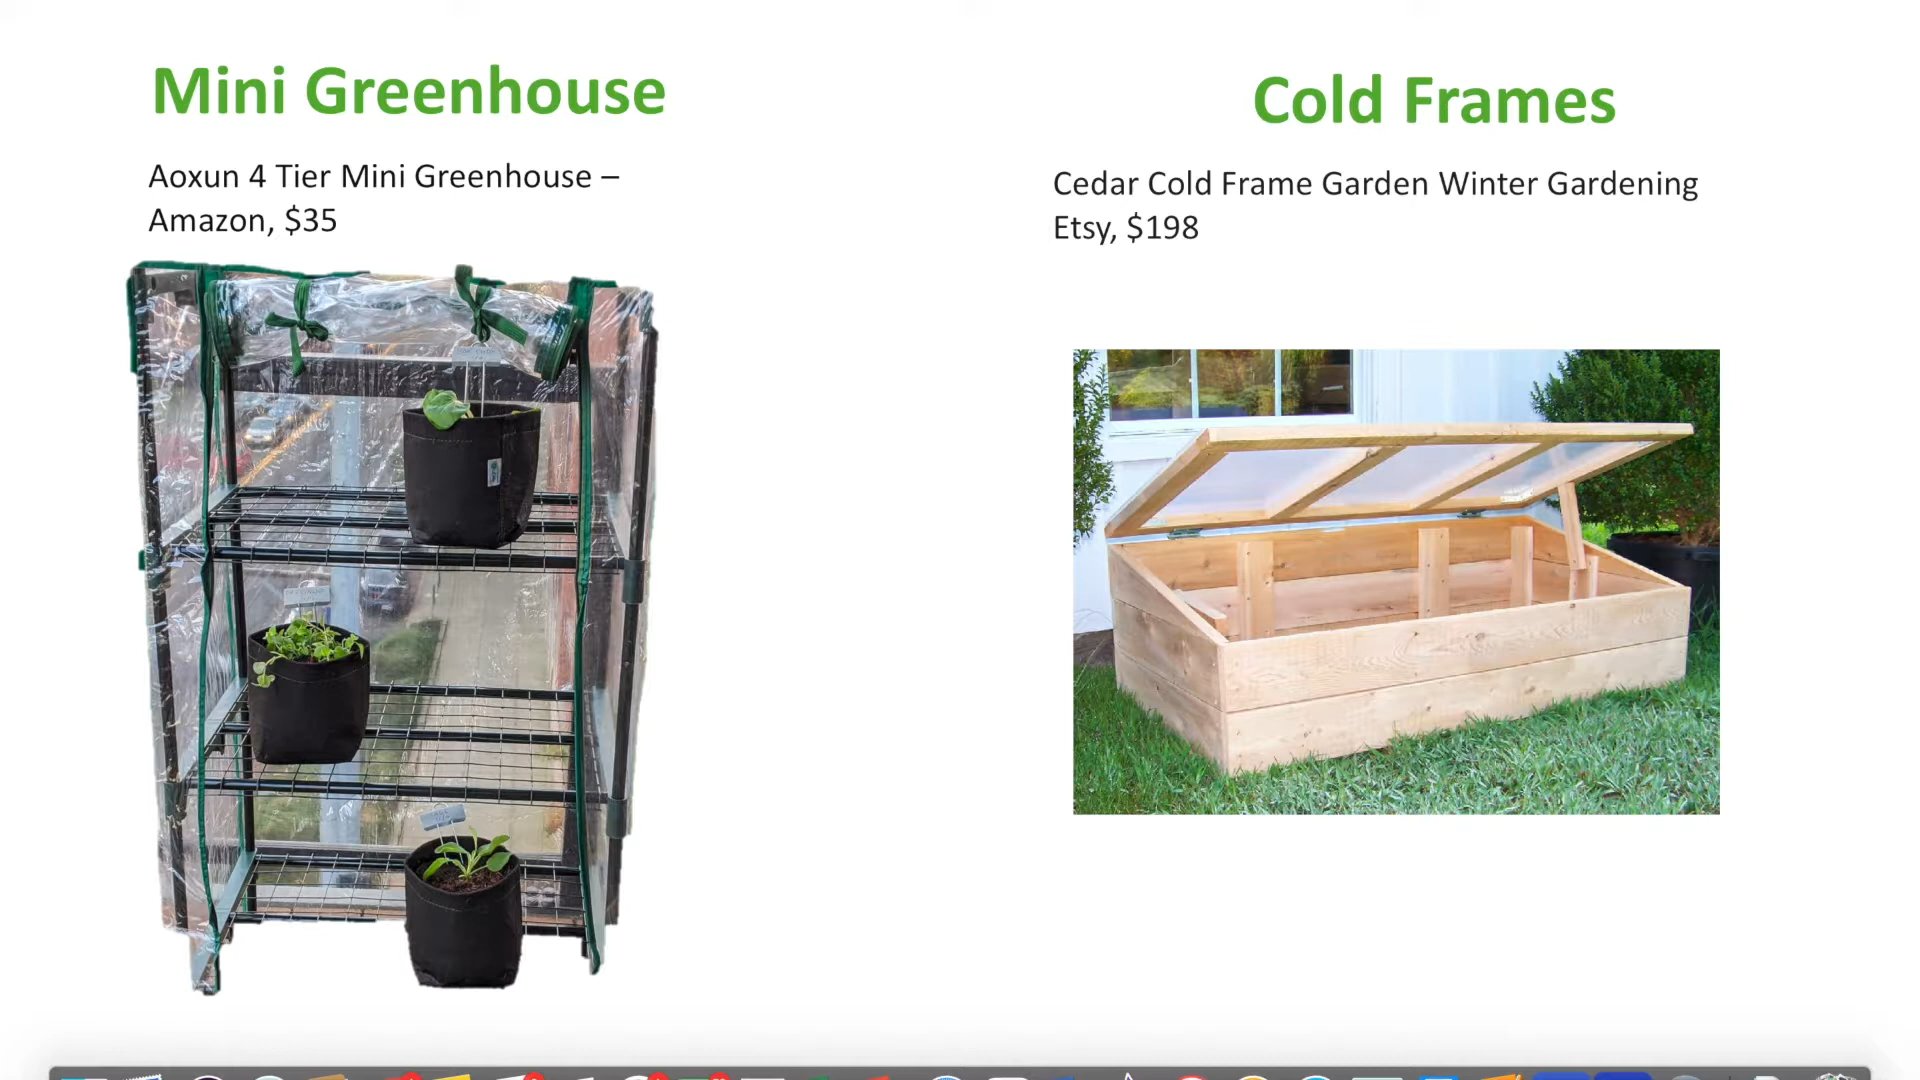 Mini Greenhouse
Aoxun 4 Tier Mini Greenhouse –
Amazon, $35
Cold Frames
Cedar Cold Frame Garden Winter Gardening
Etsy, $198